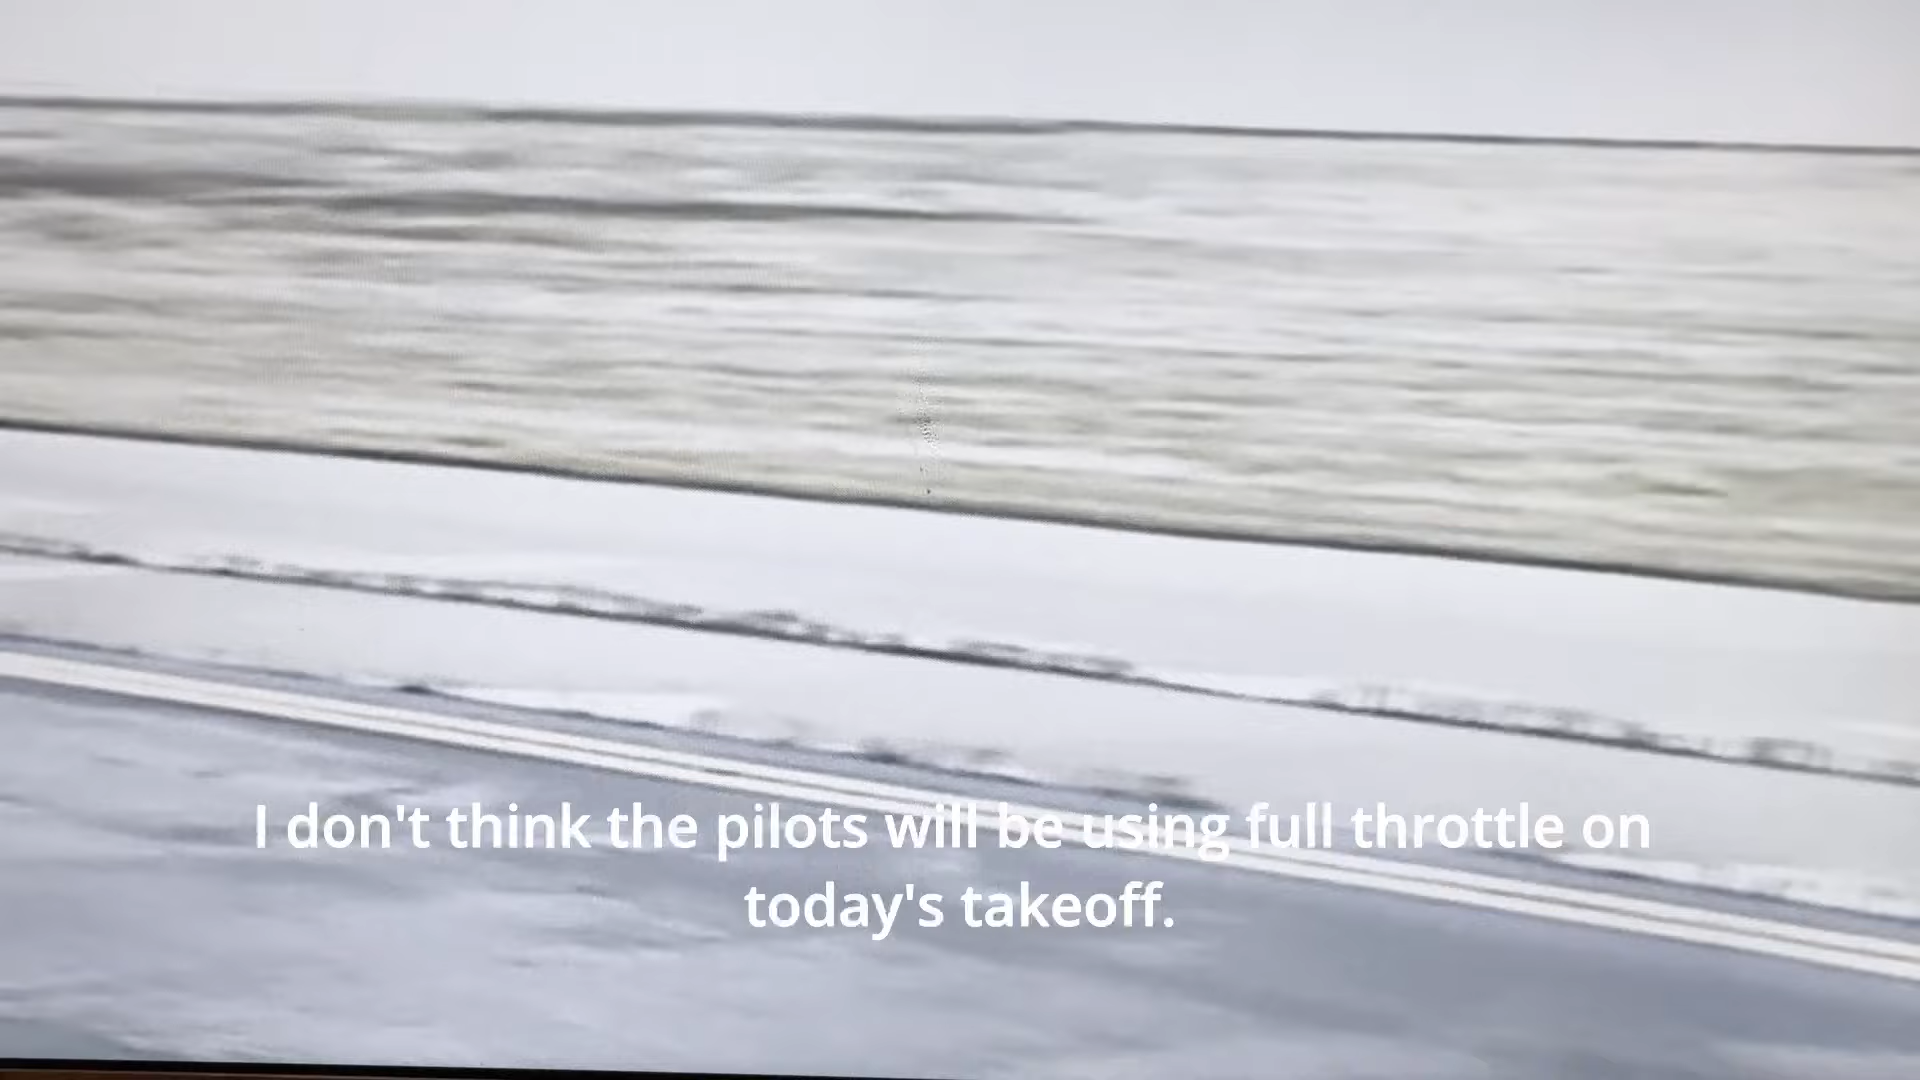 I don't think the pilots will be using full throttle on
today's takeoff.